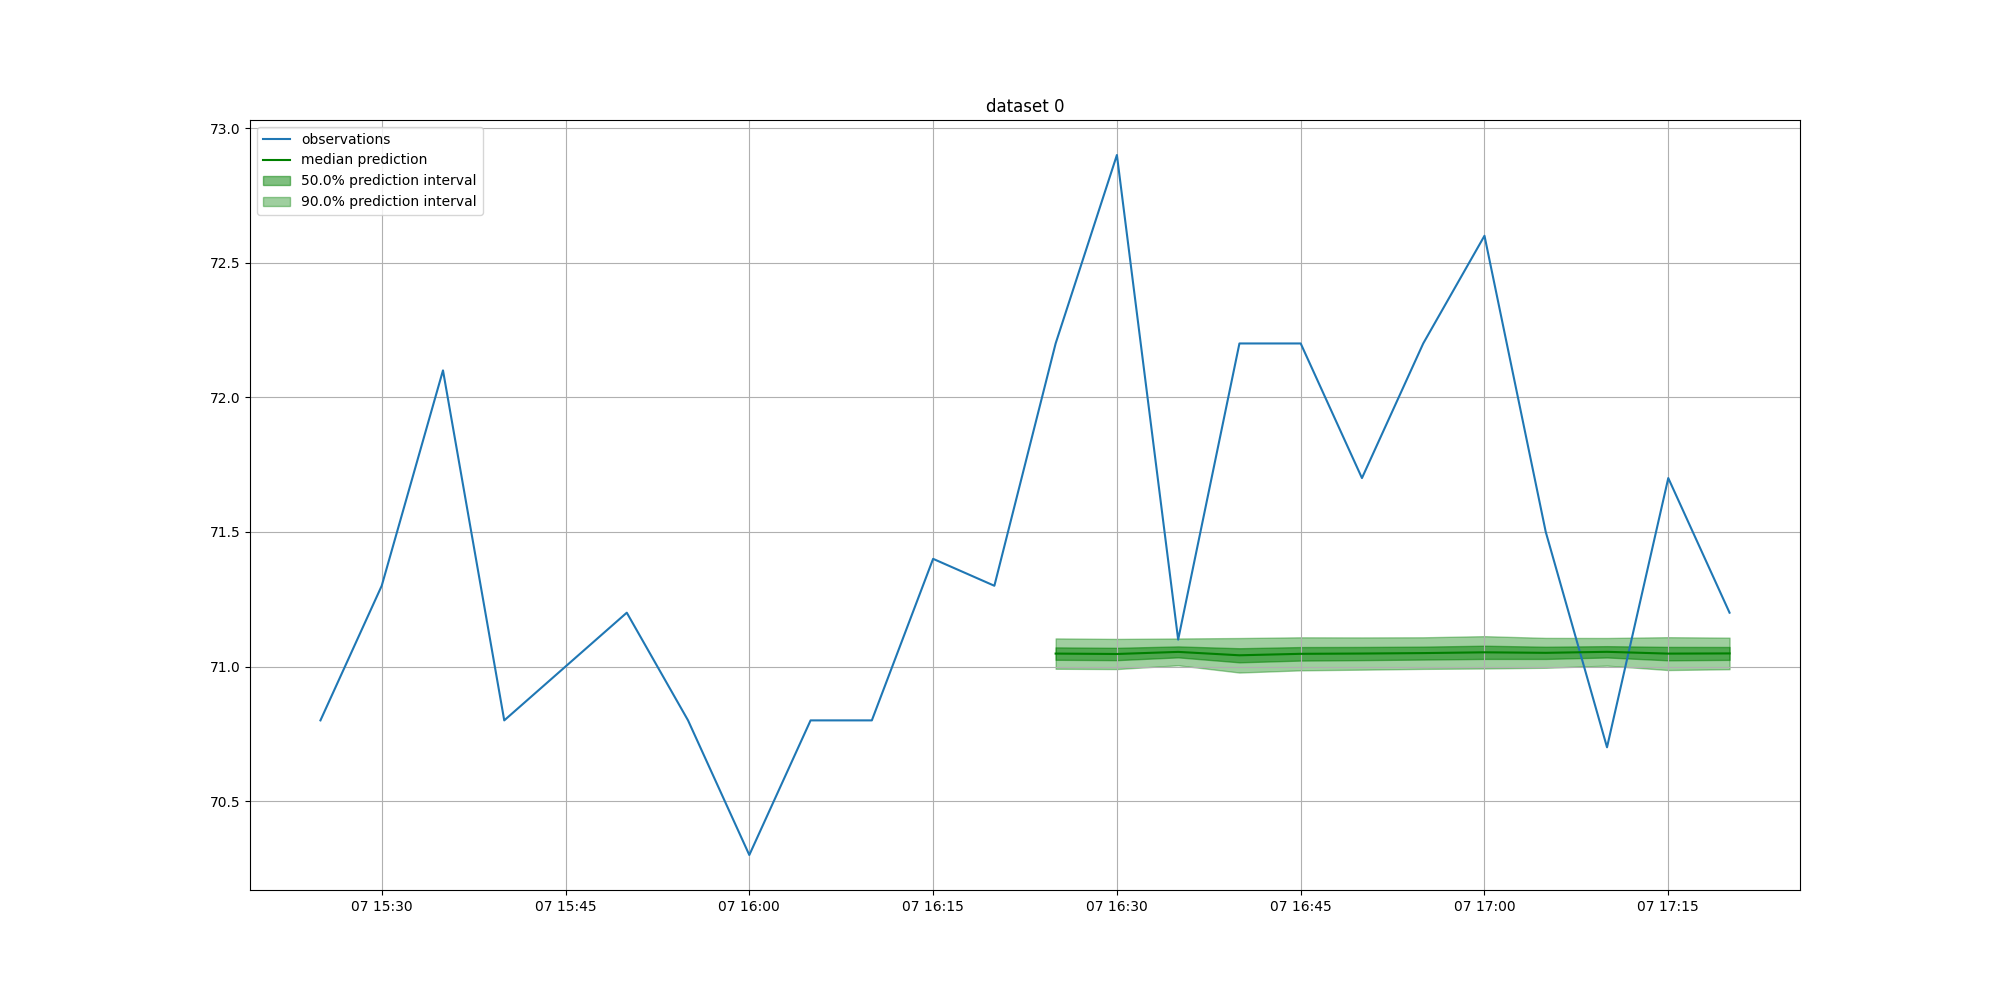 dataset 0
observations
median prediction
50.0% prediction interval
90.0% prediction interval
73.0
72.5
72.0
71.5
71.0
70.5
07 15:30 07 15:45 07 16:00 07 16:15 07 16:30 07 16:45 07 17:00 07 17:15